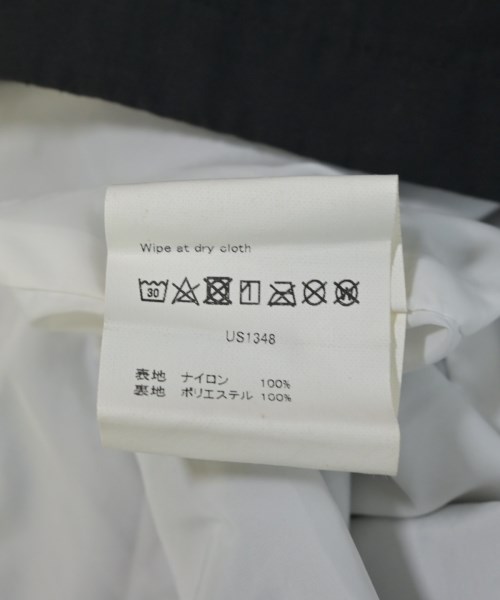 Wipe at dry cloth
30
W
US1348
表地 ナイロン 100%
裏地 ポリエステル 100%